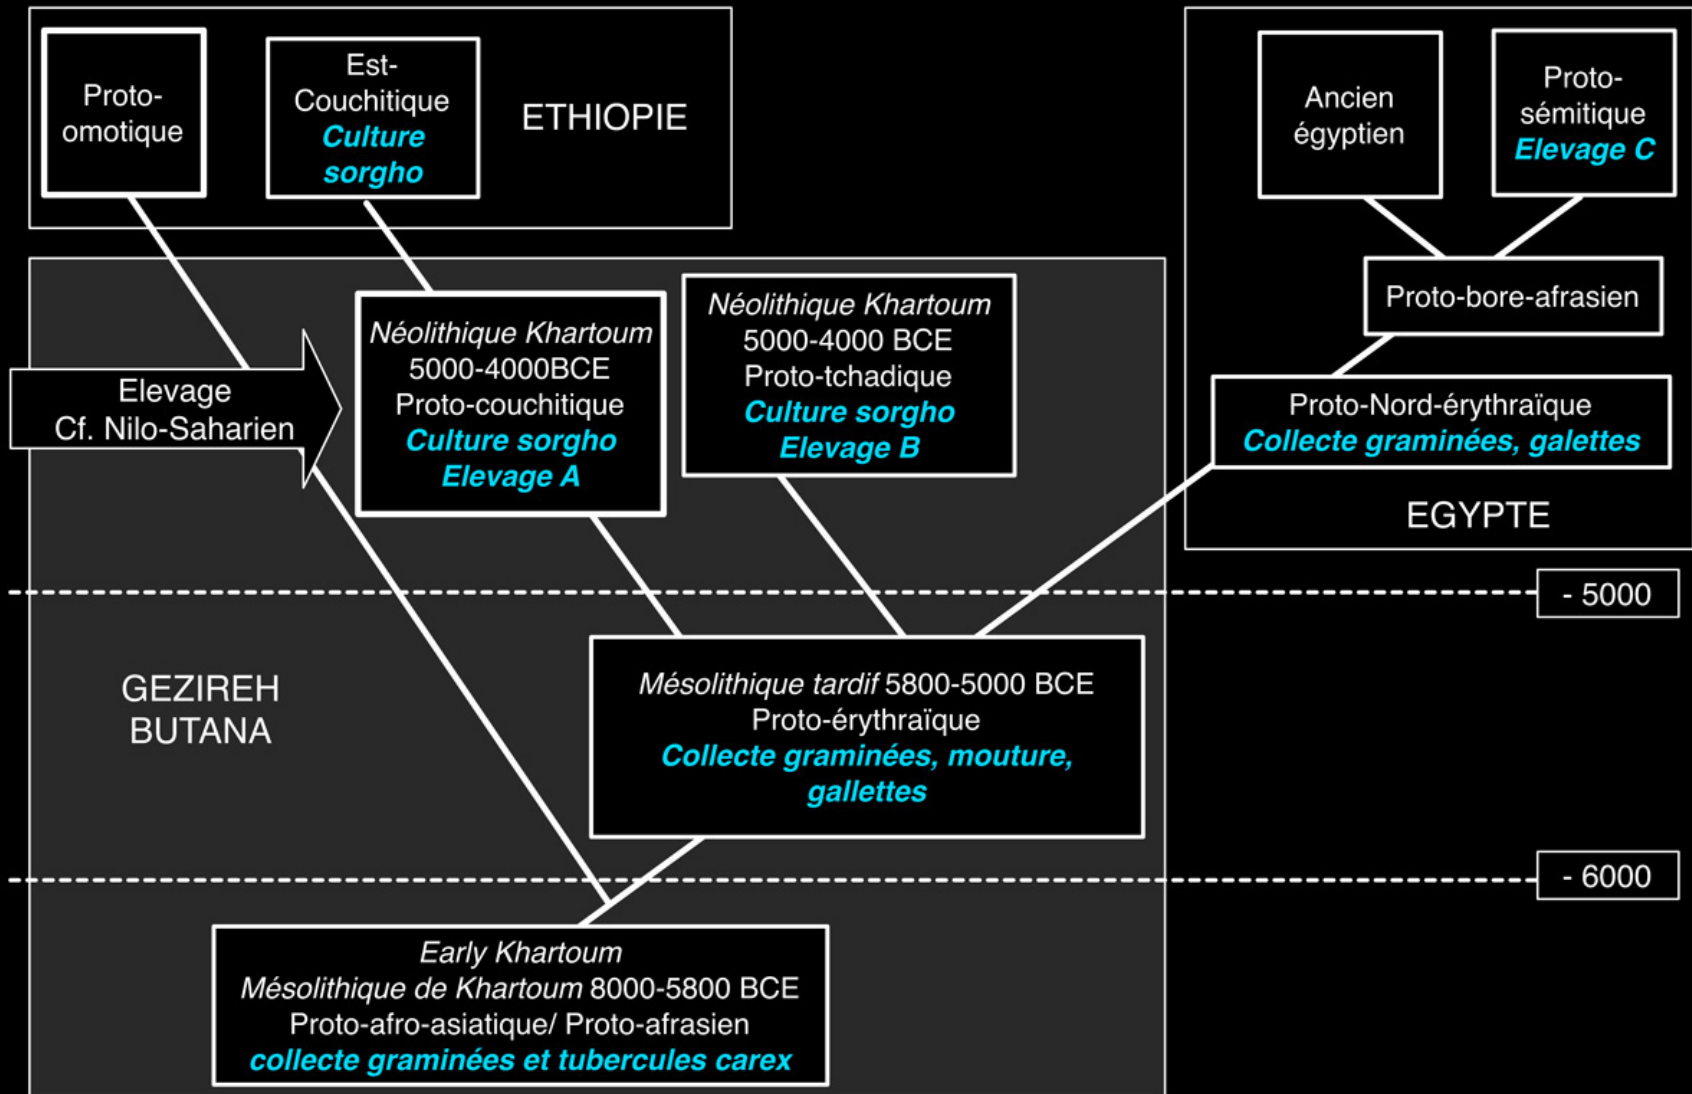 Proto-
omotique
Est-
Couchitique
Culture
sorgho
ETHIOPIE
Ancien
égyptien
Proto-
sémitique
Elevage C
Proto-bore-afrasien
Proto-Nord-érythraïque
Collecte graminées, galettes
EGYPTE
Elevage
Cf. Nilo-Saharien
Néolithique Khartoum
5000-4000BCE
Proto-couchitique
Culture sorgho
Elevage A
Néolithique Khartoum
5000-4000 BCE
Proto-tchadique
Culture sorgho
Elevage B
- 5000
GEZIREH
BUTANA
Mésolithique tardif 5800-5000 BCE
Proto-érythraïque
Collecte graminées, mouture,
gallettes
- 6000
Early Khartoum
Mésolithique de Khartoum 8000-5800 BCE
Proto-afro-asiatique/ Proto-afrasien
collecte graminées et tubercules carex